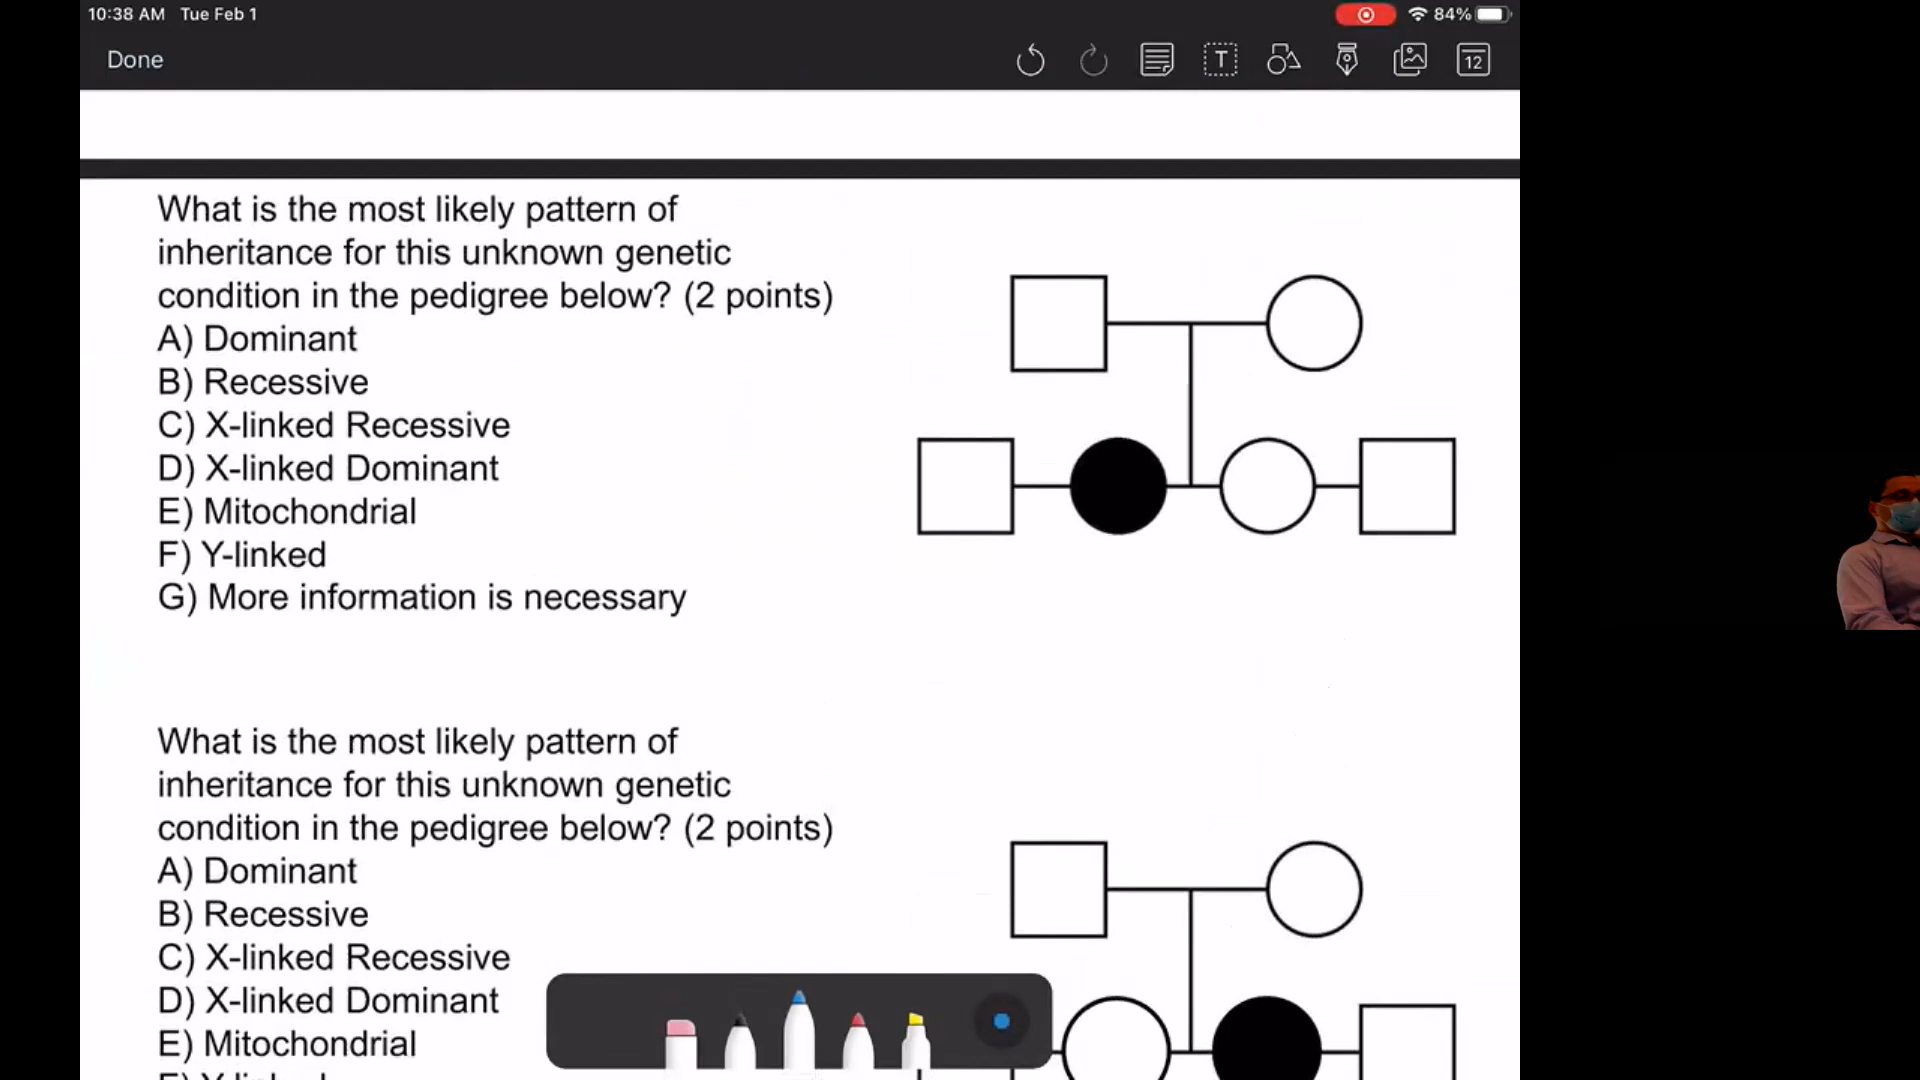 10:38 AM Tue Feb 1
84%
Done
T
12
What is the most likely pattern of
inheritance for this unknown genetic
condition in the pedigree below? (2 points)
A) Dominant
B) Recessive
C) X-linked Recessive
D) X-linked Dominant
E) Mitochondrial
F) Y-linked
G) More information is necessary
What is the most likely pattern of
inheritance for this unknown genetic
condition in the pedigree below? (2 points)
A) Dominant
B) Recessive
C) X-linked Recessive
D) X-linked Dominant
E) Mitochondrial